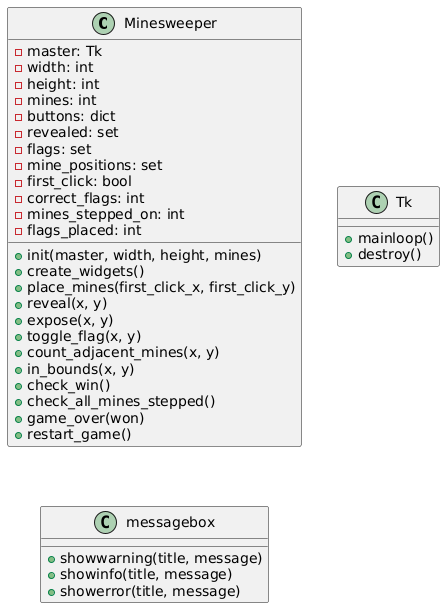 C Minesweeper
master: Tk
width: int
height: int
mines: int
buttons: dict
revealed: set
flags: set
mine_positions: set
first_click: bool
correct_flags: int
mines_stepped_on: int
flags_placed: int
init(master, width, height, mines)
create_widgets()
place_mines(first_click_x, first_click_y)
reveal(x, y)
expose(x, y)
toggle_flag(x, y)
count_adjacent_mines(x, y)
in_bounds(x, y)
check_win()
check_all_mines_stepped()
game_over(won)
restart_game()
C Tk
mainloop()
destroy()
C messagebox
showwarning(title, message)
showinfo(title, message)
showerror(title, message)